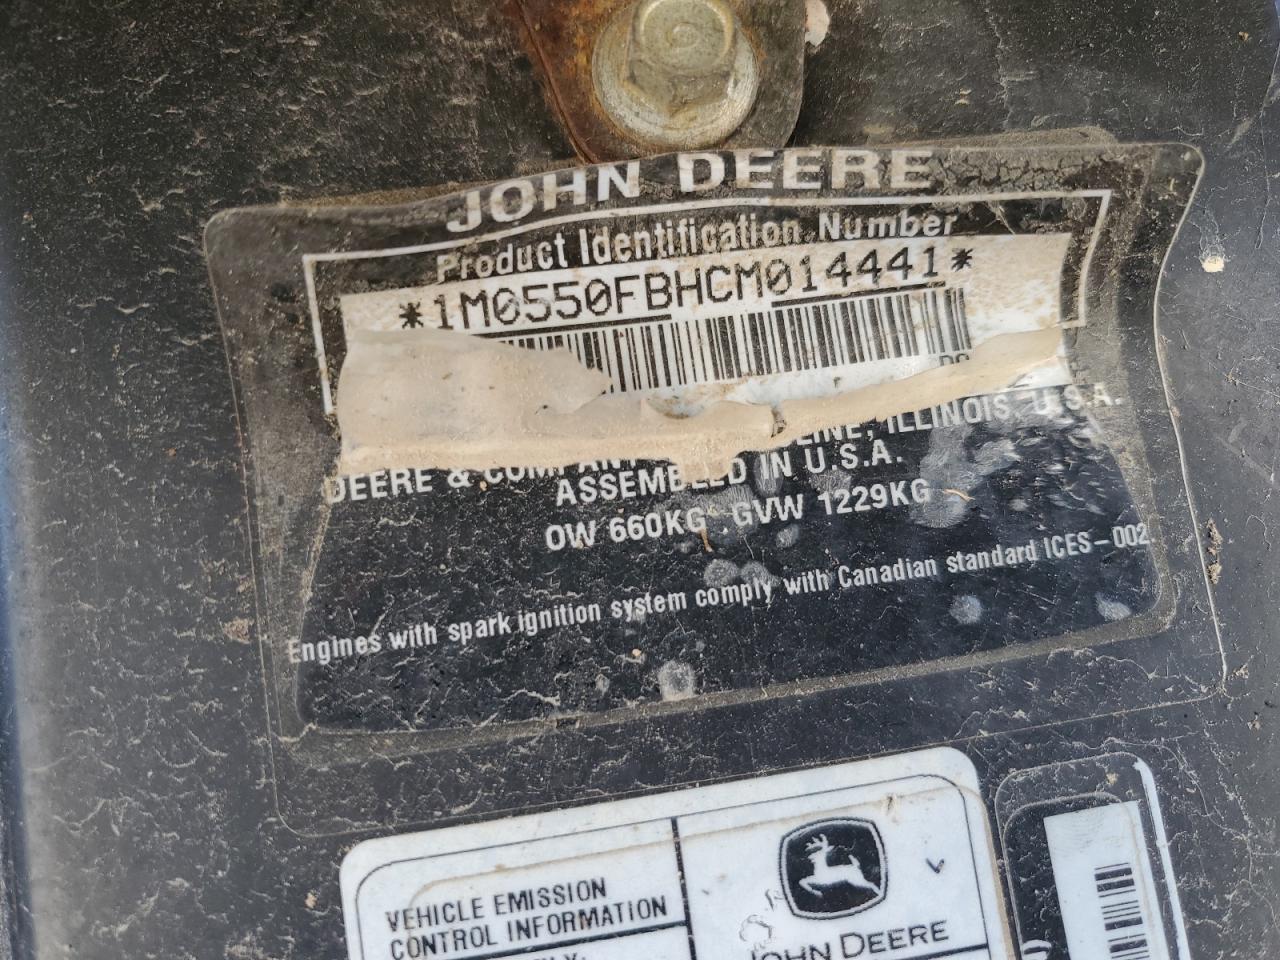 JOHN DEERE
Product Identification Number
*1M0550FBHCM014441*
DEERE & COMPANY ILLINOIS U.S.A.
ASSEMBLED IN U.S.A.
OW 660KG GVW 1229KG
Engines with spark ignition system comply with Canadian standard ICES-002.
VEHICLE EMISSION
CONTROL INFORMATION
JOHN DEERE